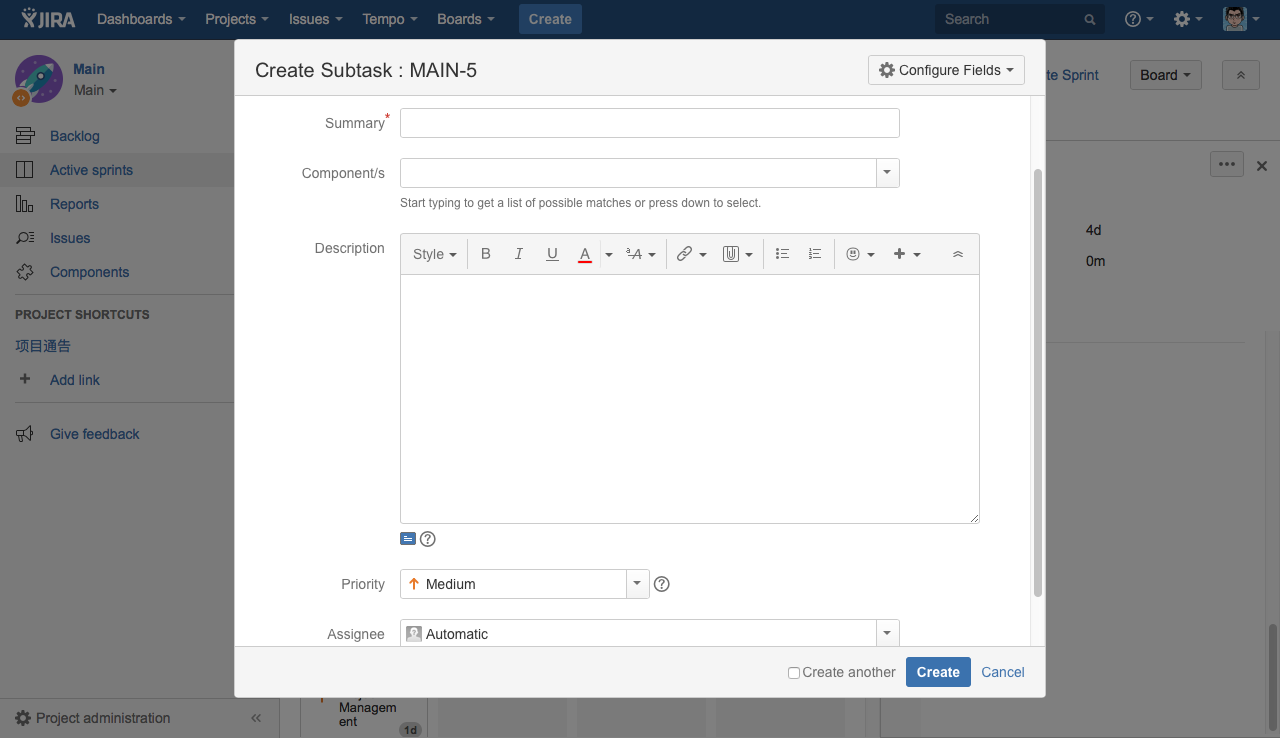 JIRA Dashboards Projects Issues Tempo Boards Create Search
Create Subtask : MAIN-5 Configure Fields
Main
Main
te Sprint Board
Backlog
Active sprints
Reports
Issues
Components
PROJECT SHORTCUTS
项目通告
Add link
Give feedback
Project administration
Summary*
Component/s
Start typing to get a list of possible matches or press down to select.
Description Style B I U A ªA
Priority Medium
Assignee Automatic
Create another Create Cancel
4d
0m
Managem
ent
1d